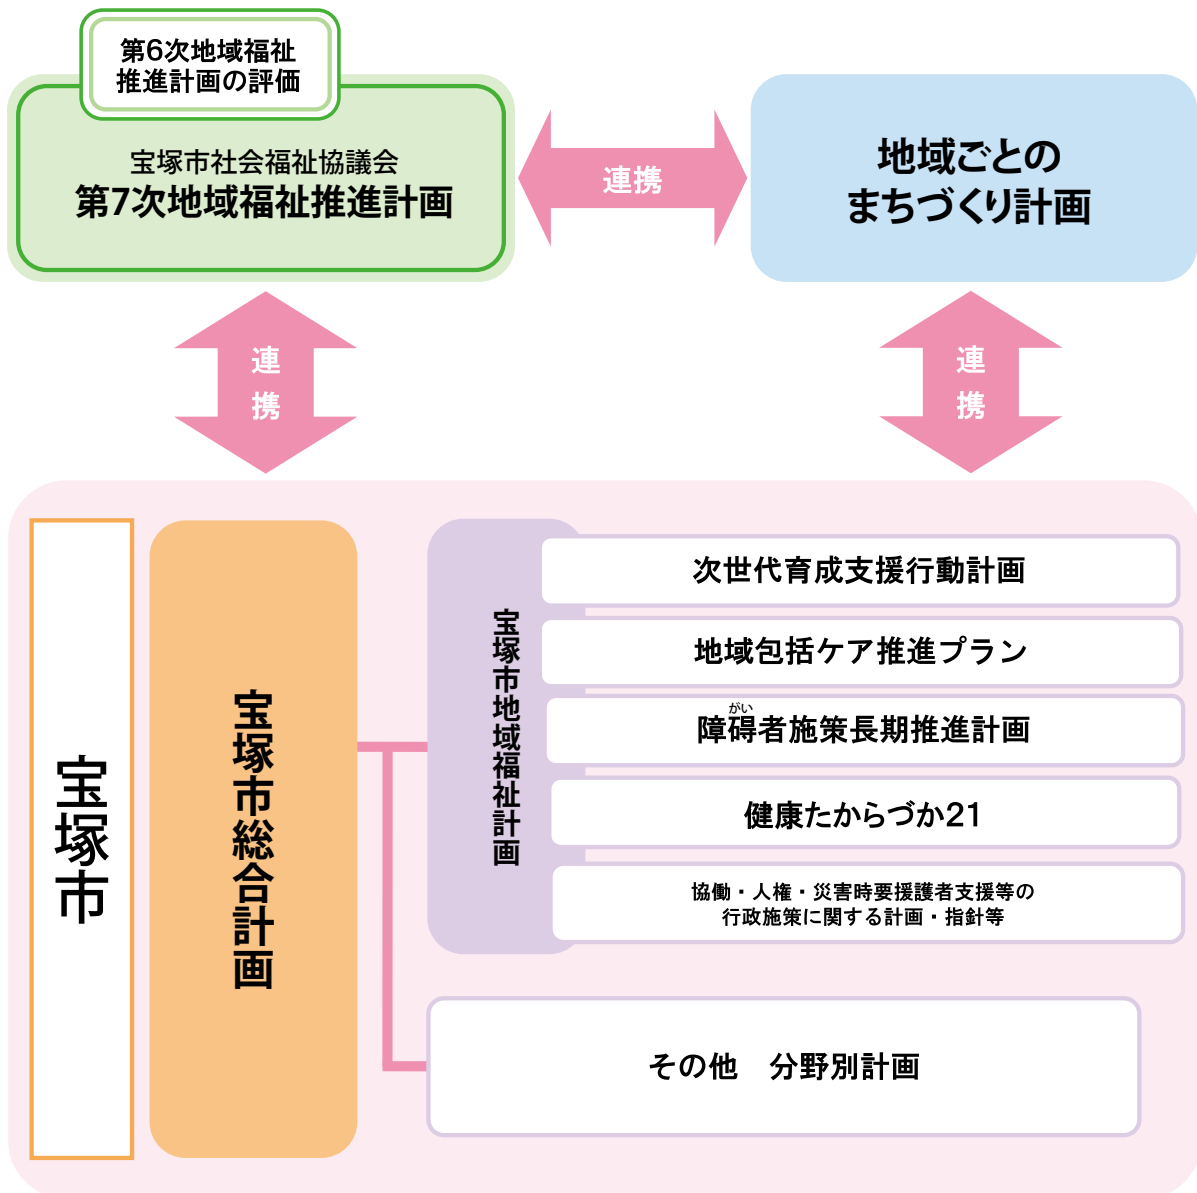 第6次地域福祉
推進計画の評価
宝塚市社会福祉協議会
第7次地域福祉推進計画
連携
地域ごとの
まちづくり計画
連携
連携
宝塚市
宝塚市総合計画
宝塚市地域福祉計画
次世代育成支援行動計画
地域包括ケア推進プラン
がい
障碍者施策長期推進計画
健康たからづか21
協働・人権・災害時要援護者支援等の
行政施策に関する計画・指針等
その他　分野別計画